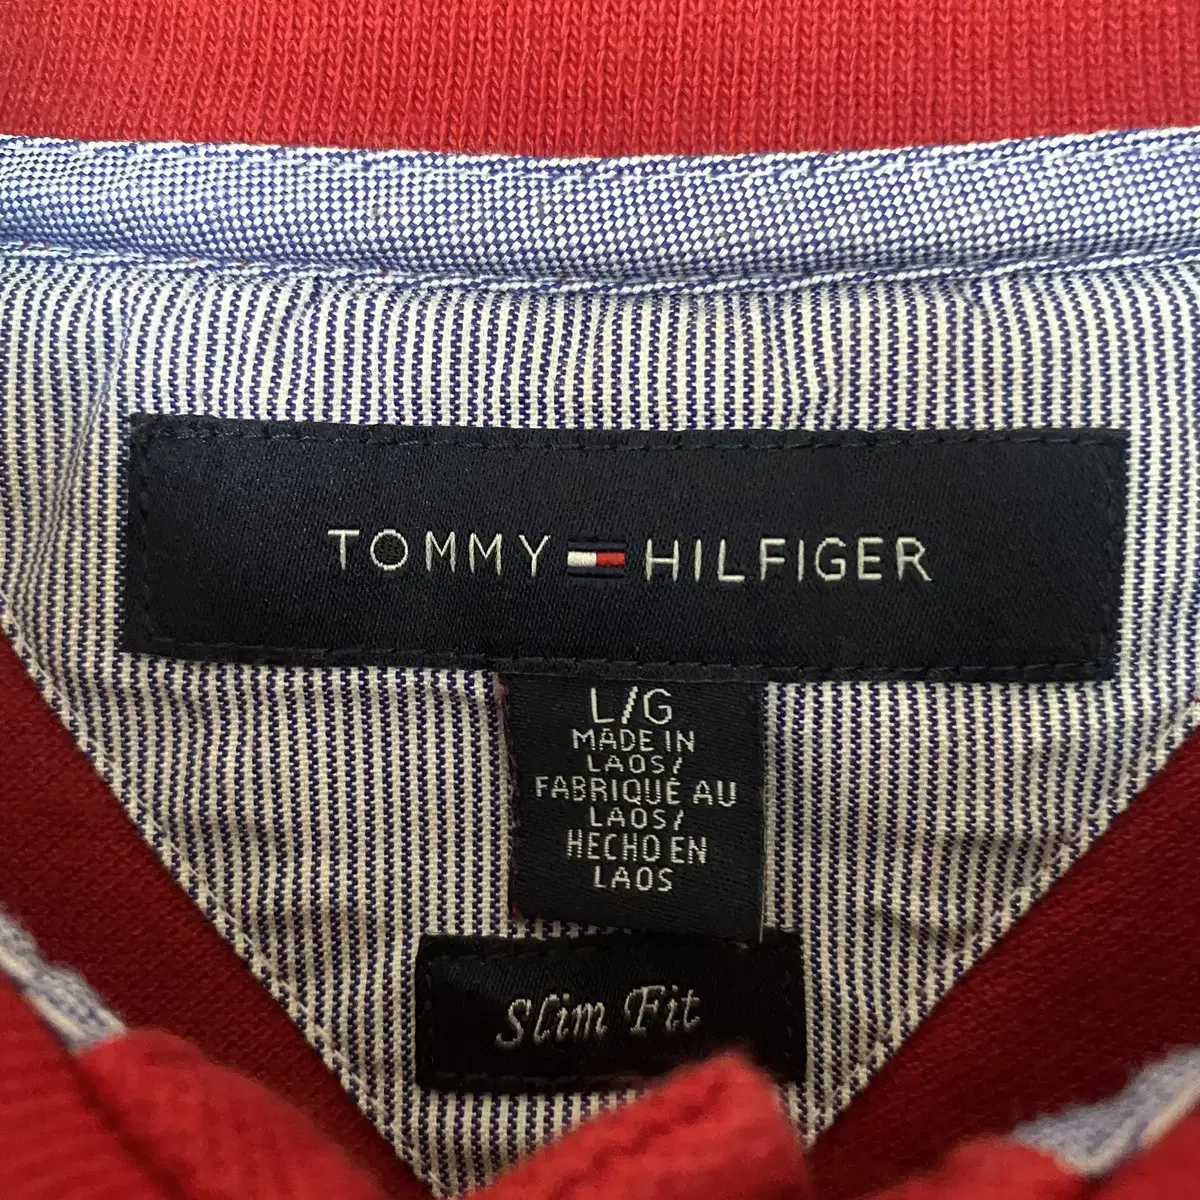 TOMMY HILFIGER
L/G
MADE IN
LAOS/
FABRIQUÉ AU
LAOS/
HECHO EN
LAOS
Slim Fit